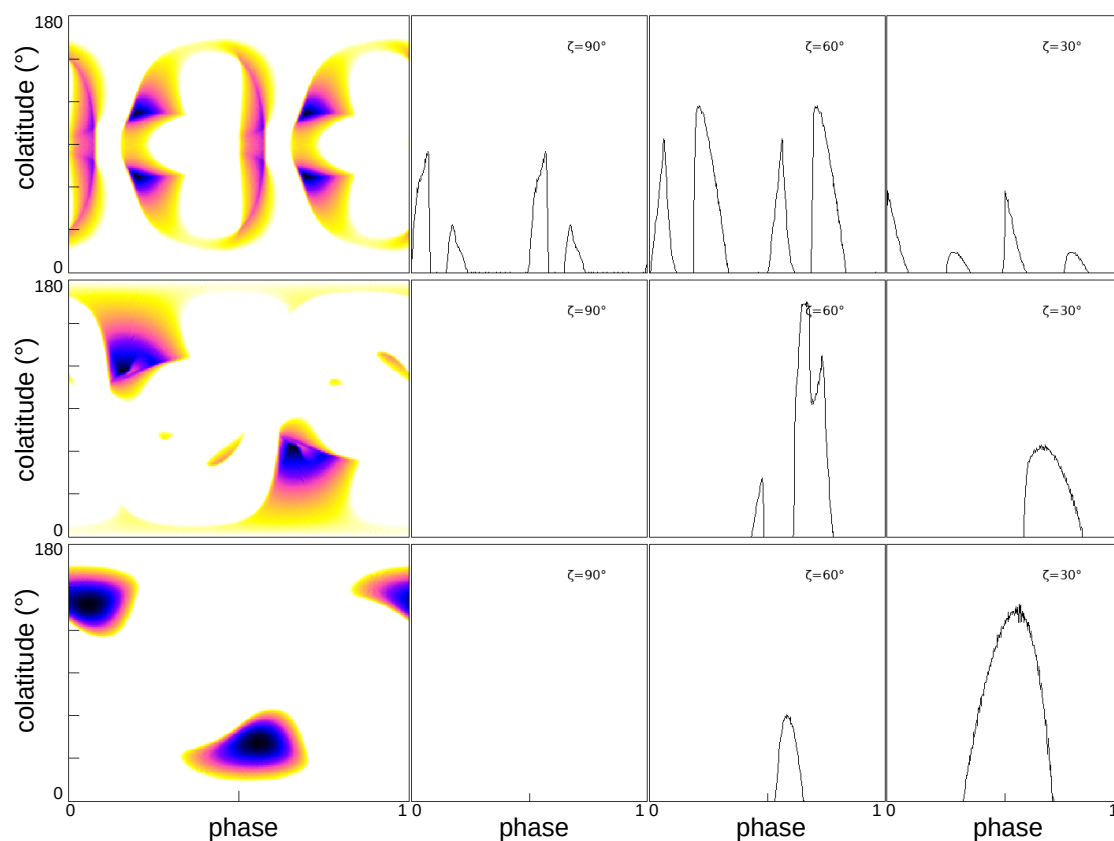 180
colatitude (°)
0
ζ=90°
ζ=60°
ζ=30°
180
colatitude (°)
0
ζ=90°
ζ=60°
ζ=30°
180
colatitude (°)
0
ζ=90°
ζ=60°
ζ=30°
0 1 0 1 0 1 0 1
phase phase phase phase